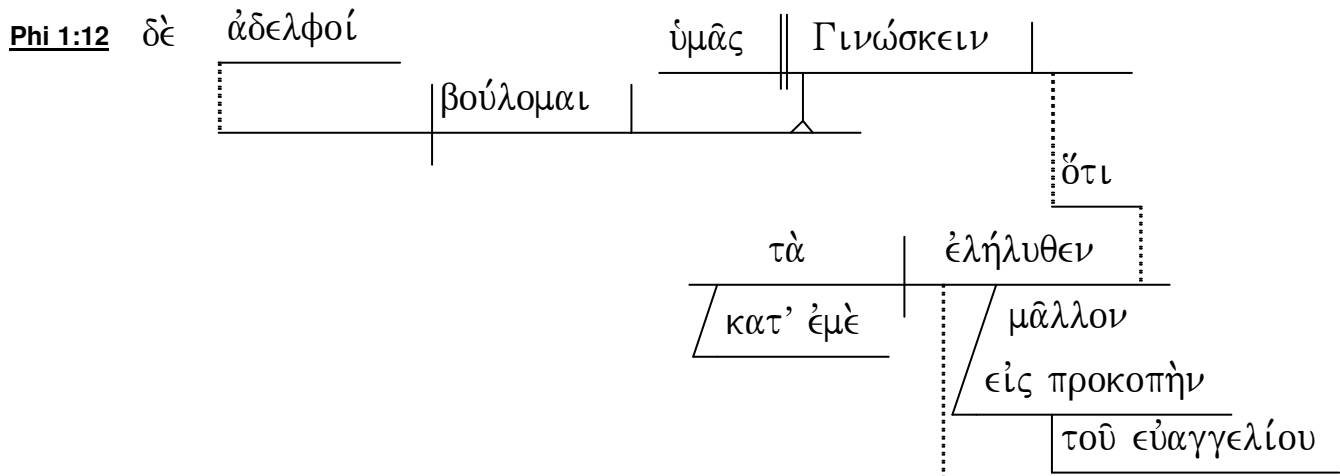 Phi 1:12 δὲ ἀδελφοί ὑμᾶς Γινώσκειν
βούλομαι
ὅτι
τὰ ἐλήλυθεν
κατ’ ἐμὲ μᾶλλον
εἰς προκοπὴν
τοῦ εὐαγγελίου